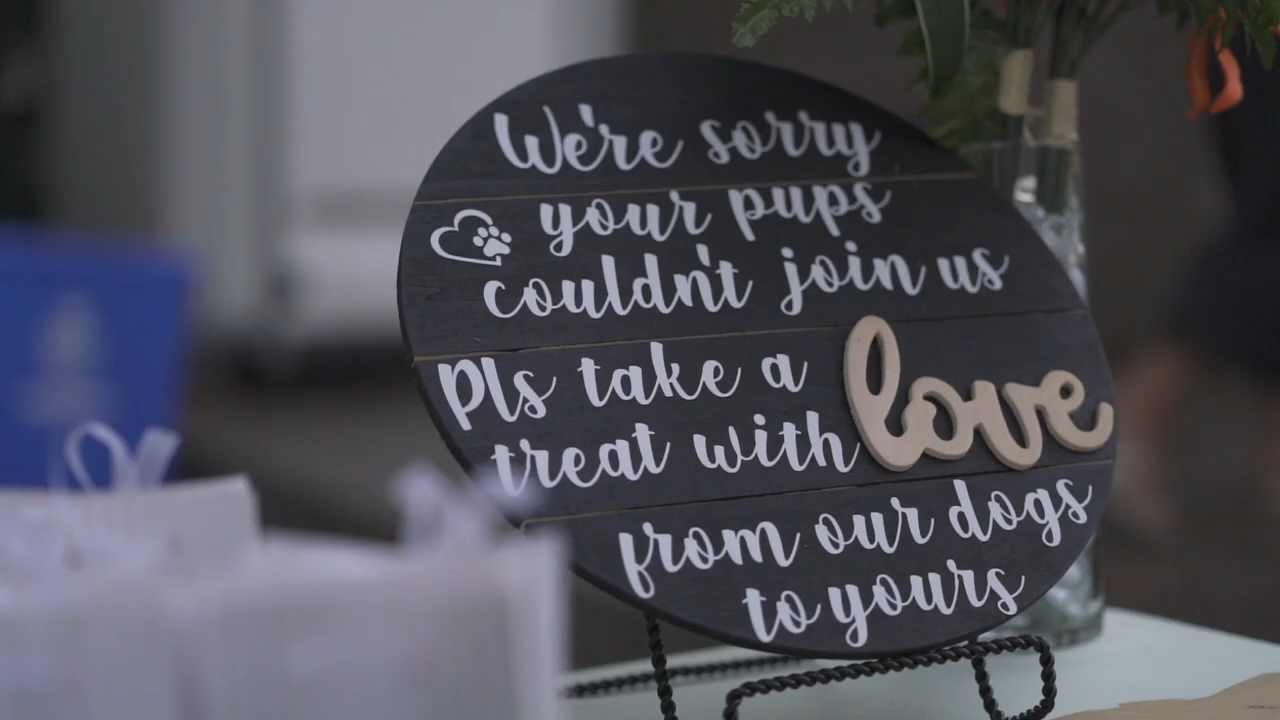 We're sorry
your pups
couldn't join us
Pls take a
treat with love
from our dogs
to yours